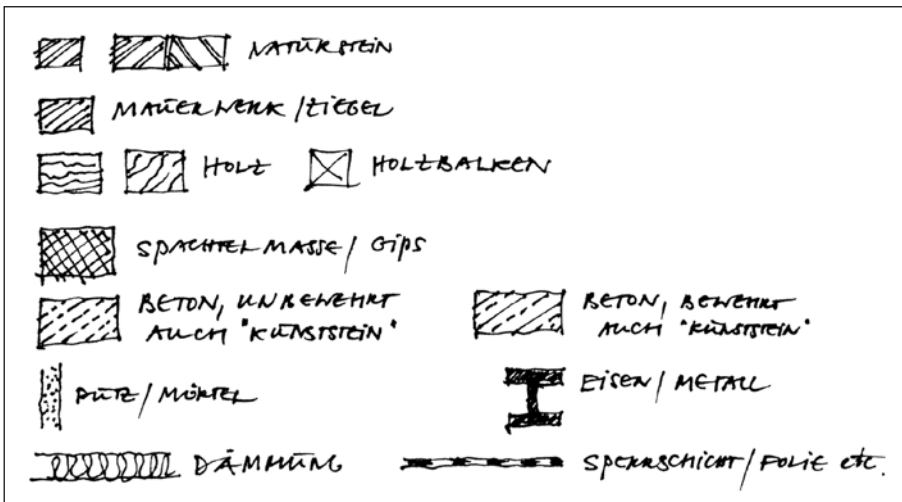 NATURSTEIN
MAUERWERK/ZIEGEL
HOLZ
HOLZBALKEN
SPACHTELMASSE/Gips
BETON, UNBEWEHRT
AUCH "KUNSTSTEIN"
BETON, BEWEHRT
AUCH "KUNSTSTEIN"
PUTZ/MÖRTEL
EISEN/METALL
DÄMMUNG
SPERRSCHICHT/FOLIE etc.